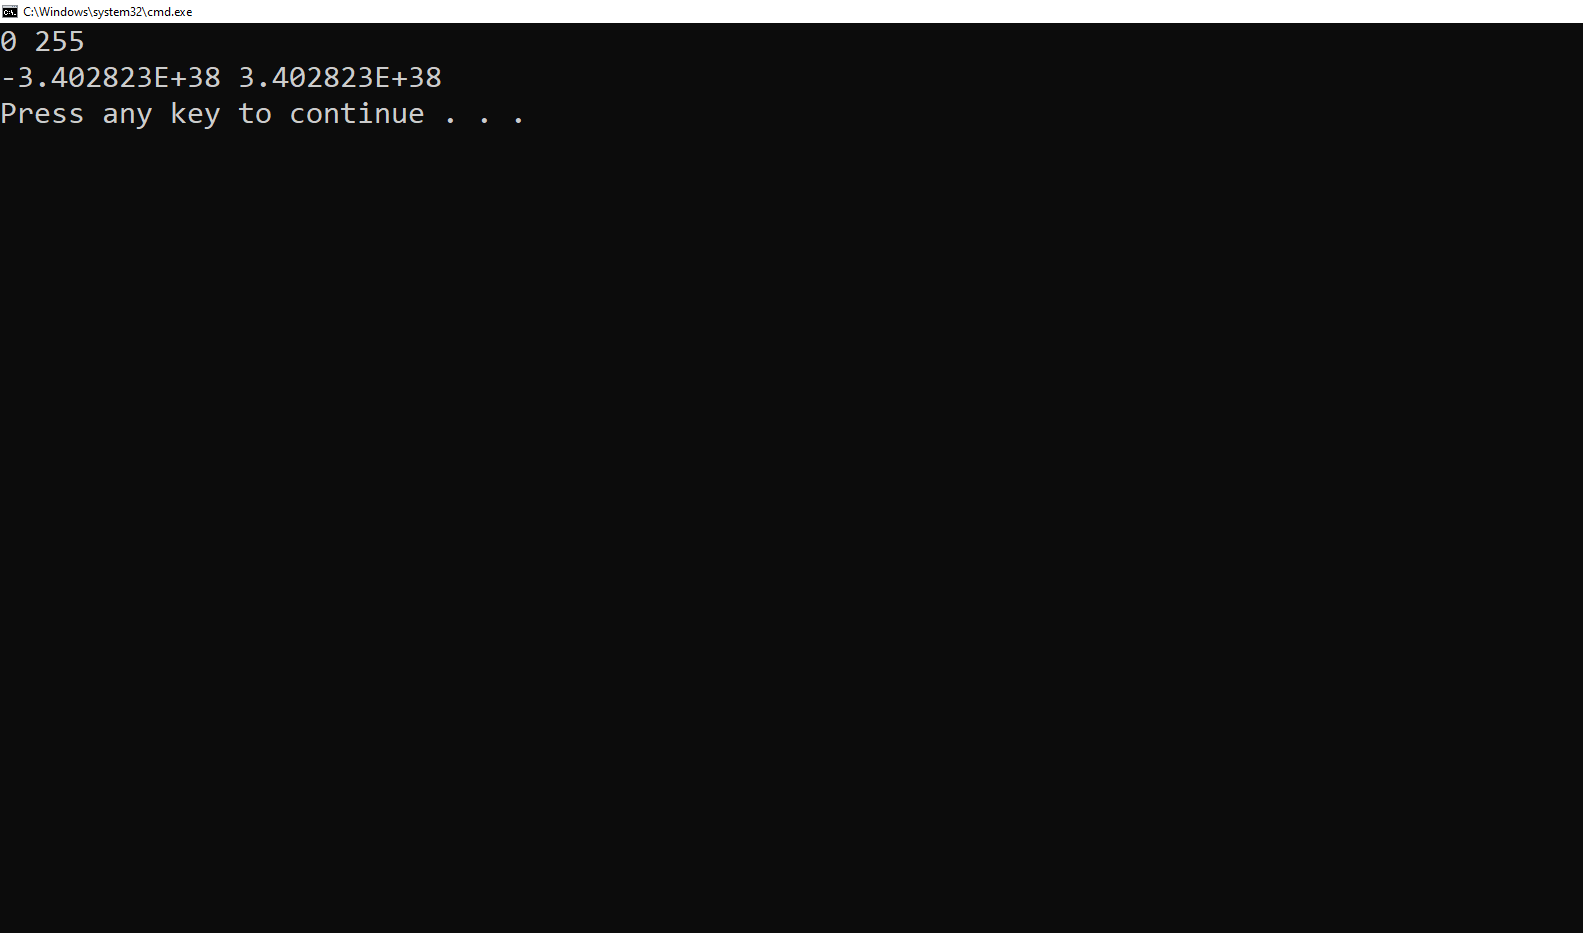 C:\Windows\system32\cmd.exe
0 255
-3.402823E+38 3.402823E+38
Press any key to continue . . .